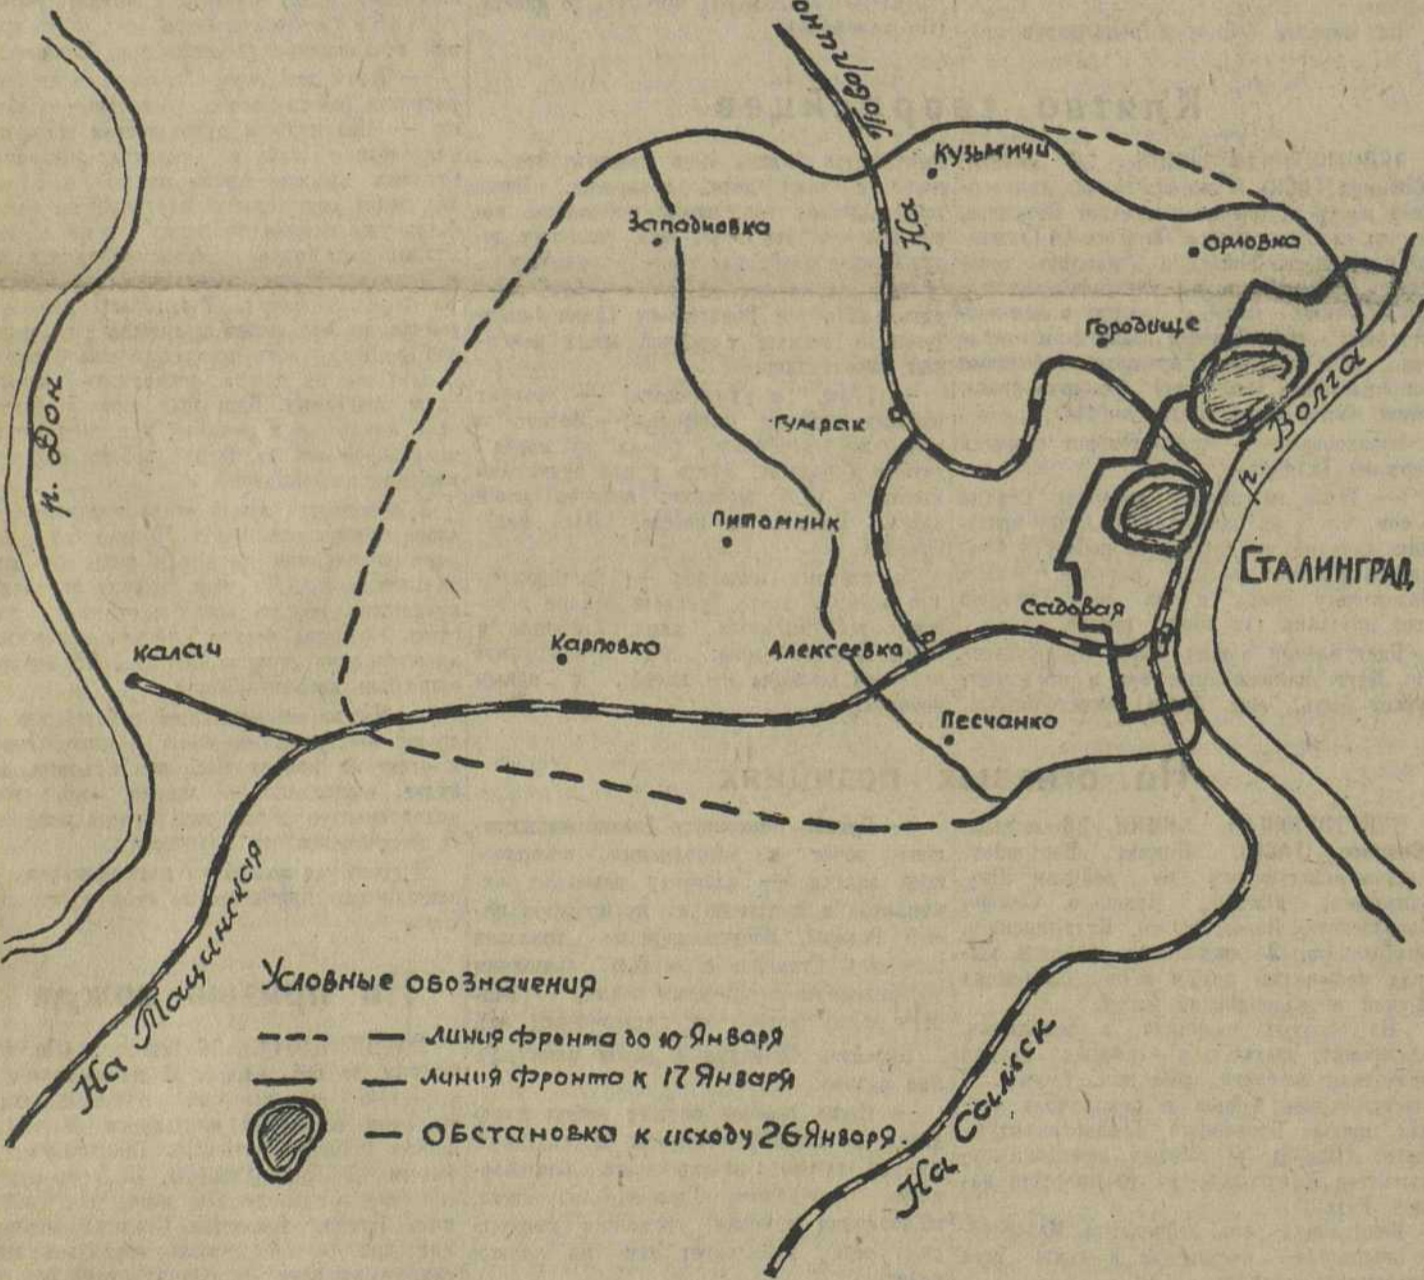 На Поворино
Кузьмичи
Западновка
Орловка
Городище
р. Дон
р. Волга
Гумрак
Питомник
Сталинград
Садовая
Калач
Карповка
Алексеевка
Песчанка
На Тацинская
На Сальск
Условные обозначения
— линия фронта до 10 Января
— линия фронта к 17 Января
— Обстановка к исходу 26 Января.